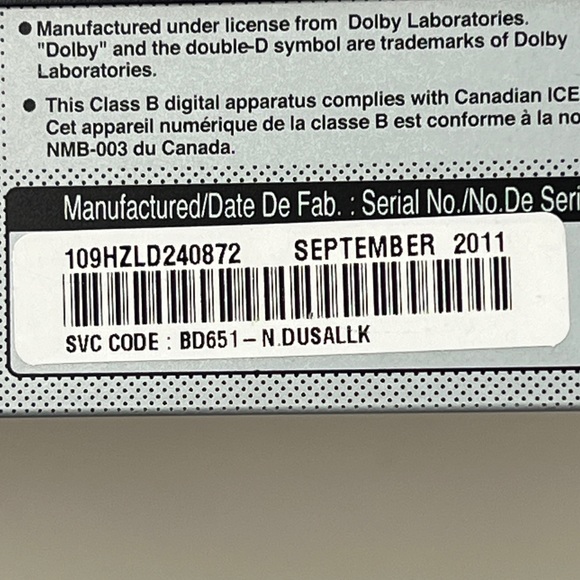 ● Manufactured under license from Dolby Laboratories.
"Dolby" and the double-D symbol are trademarks of Dolby
Laboratories.
● This Class B digital apparatus complies with Canadian ICE
Cet appareil numérique de la classe B est conforme à la no
NMB-003 du Canada.
Manufactured/Date De Fab. : Serial No./No.De Seri
109HZLD240872 SEPTEMBER 2011
SVC CODE : BD651-N.DUSALLK